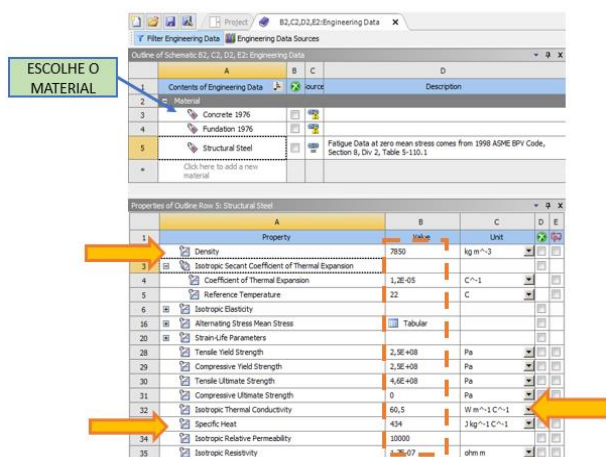 Project
B2,C2,D2,E2:Engineering Data X
Filter Engineering Data Engineering Data Sources
Outline of Schematic B2, C2, D2, E2: Engineering Data
ESCOLHE O
MATERIAL
A B C D
1 Contents of Engineering Data ource Description
2 Material
3 Concrete 1976
4 Fundation 1976
5 Structural Steel Fatigue Data at zero mean stress comes from 1998 ASME BPV Code,
Section 8, Div 2, Table 5-110.1
* Click here to add a new
material
Properties of Outline Row 5: Structural Steel
A B C D E
1 Property Value Unit
2 Density 7850 kg m^-3
3 Isotropic Secant Coefficient of Thermal Expansion
4 Coefficient of Thermal Expansion 1,2E-05 C^-1
5 Reference Temperature 22 C
6 Isotropic Elasticity
16 Alternating Stress Mean Stress Tabular
20 Strain-Life Parameters
28 Tensile Yield Strength 2,5E+08 Pa
29 Compressive Yield Strength 2,5E+08 Pa
30 Tensile Ultimate Strength 4,6E+08 Pa
31 Compressive Ultimate Strength 0 Pa
32 Isotropic Thermal Conductivity 60,5 W m^-1 C^-1
Specific Heat 434 J kg^-1 C^-1
34 Isotropic Relative Permeability 10000
35 Isotropic Resistivity ohm m